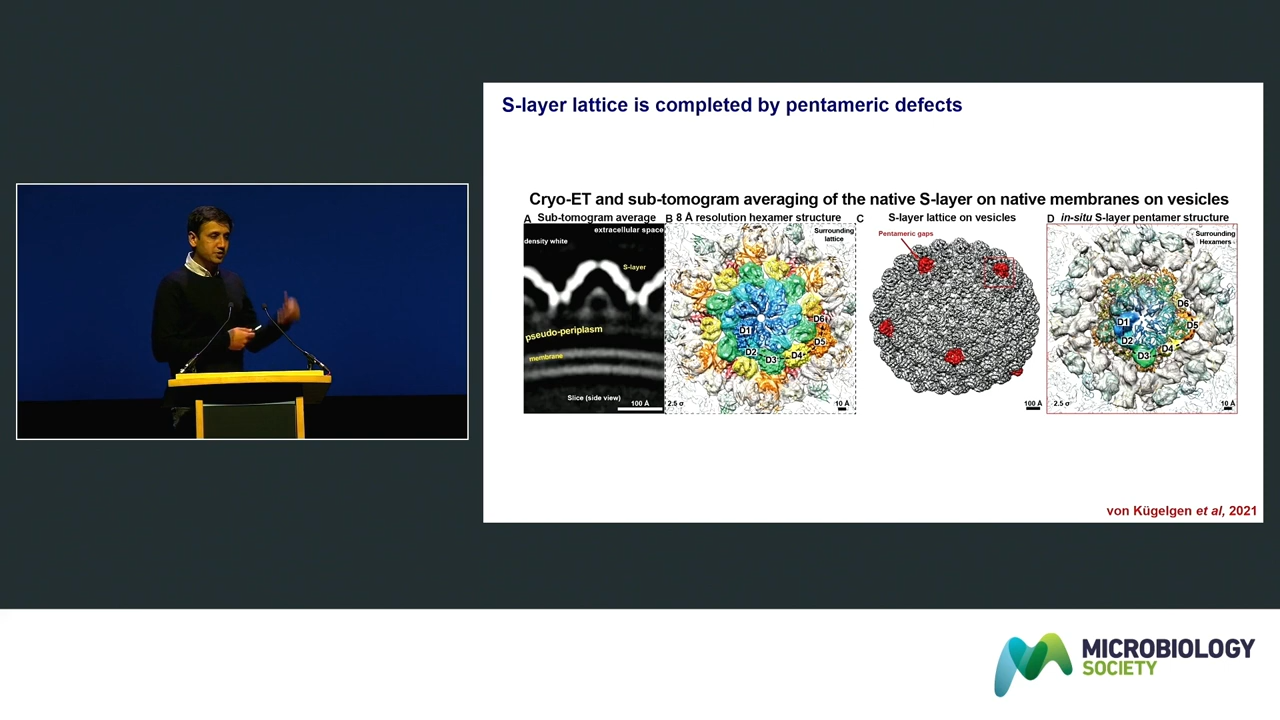 S-layer lattice is completed by pentameric defects
Cryo-ET and sub-tomogram averaging of the native S-layer on native membranes on vesicles
A Sub-tomogram average
extracellular space
density white
S-layer
pseudo-periplasm
membrane
Slice (side view)
100 Å
B 8 Å resolution hexamer structure
Surrounding
lattice
D1
D2
D3
D4
D5
D6
2.5 σ
10 Å
C S-layer lattice on vesicles
Pentameric gaps
100 Å
D in-situ S-layer pentamer structure
Surrounding
Hexamers
D1
D2
D3
D4
D5
D6
2.5 σ
10 Å
von Kügelgen et al, 2021
MICROBIOLOGY
SOCIETY